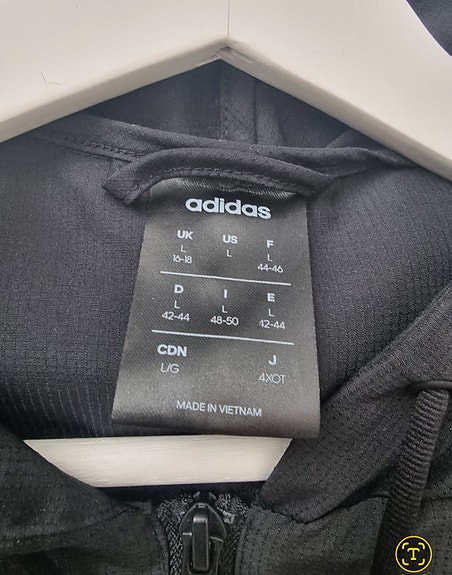 adidas
UK US F
L L L
16-18 44-46
D I E
L L L
42-44 48-50 42-44
CDN J
L/G 4XOT
MADE IN VIETNAM
T